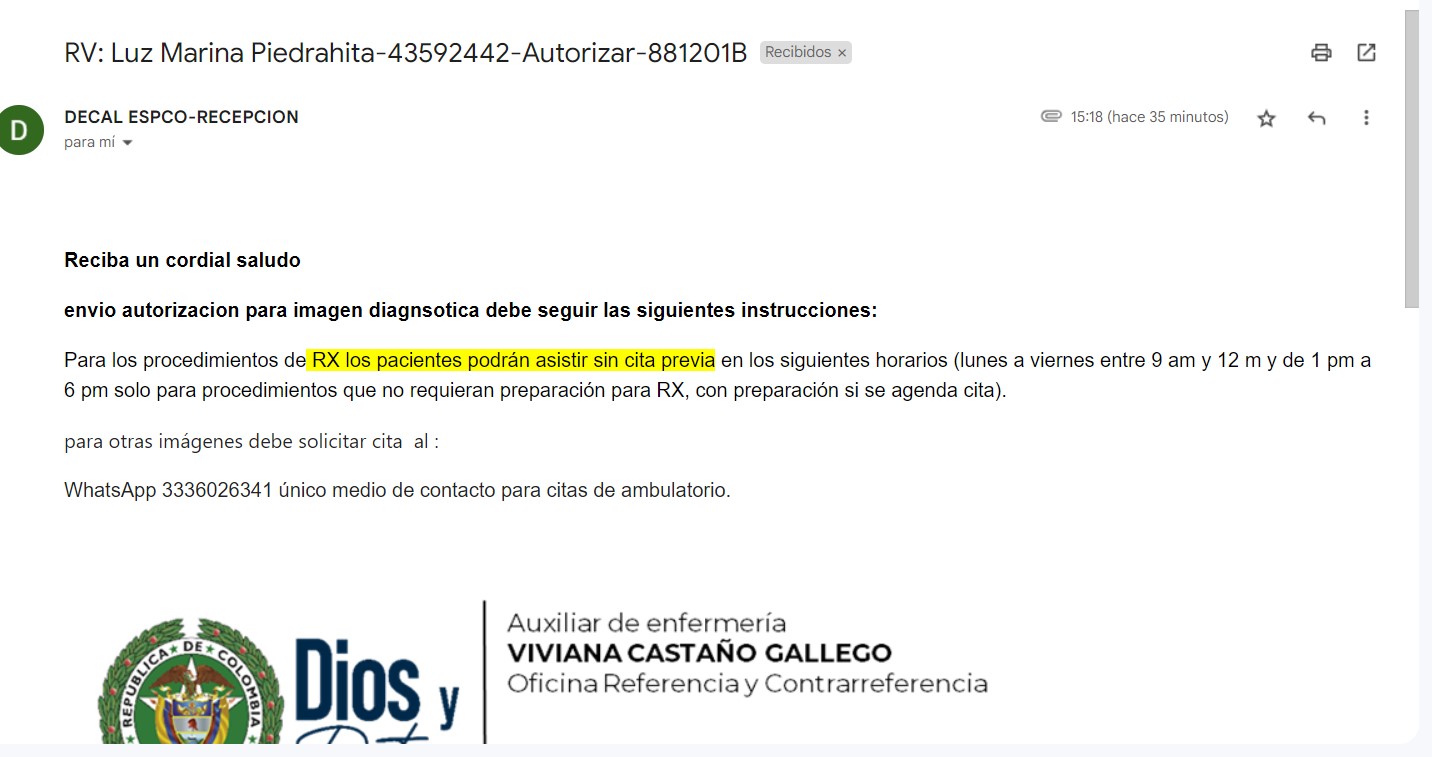 RV: Luz Marina Piedrahita-43592442-Autorizar-881201B Recibidos ×
D
DECAL ESPCO-RECEPCION
15:18 (hace 35 minutos)
para mí
Reciba un cordial saludo
envio autorizacion para imagen diagnsotica debe seguir las siguientes instrucciones:
Para los procedimientos de RX los pacientes podrán asistir sin cita previa en los siguientes horarios (lunes a viernes entre 9 am y 12 m y de 1 pm a
6 pm solo para procedimientos que no requieran preparación para RX, con preparación si se agenda cita).
para otras imágenes debe solicitar cita al :
WhatsApp 3336026341 único medio de contacto para citas de ambulatorio.
REPUBLICA DE COLOMBIA
Dios y
Auxiliar de enfermería
VIVIANA CASTAÑO GALLEGO
Oficina Referencia y Contrarreferencia